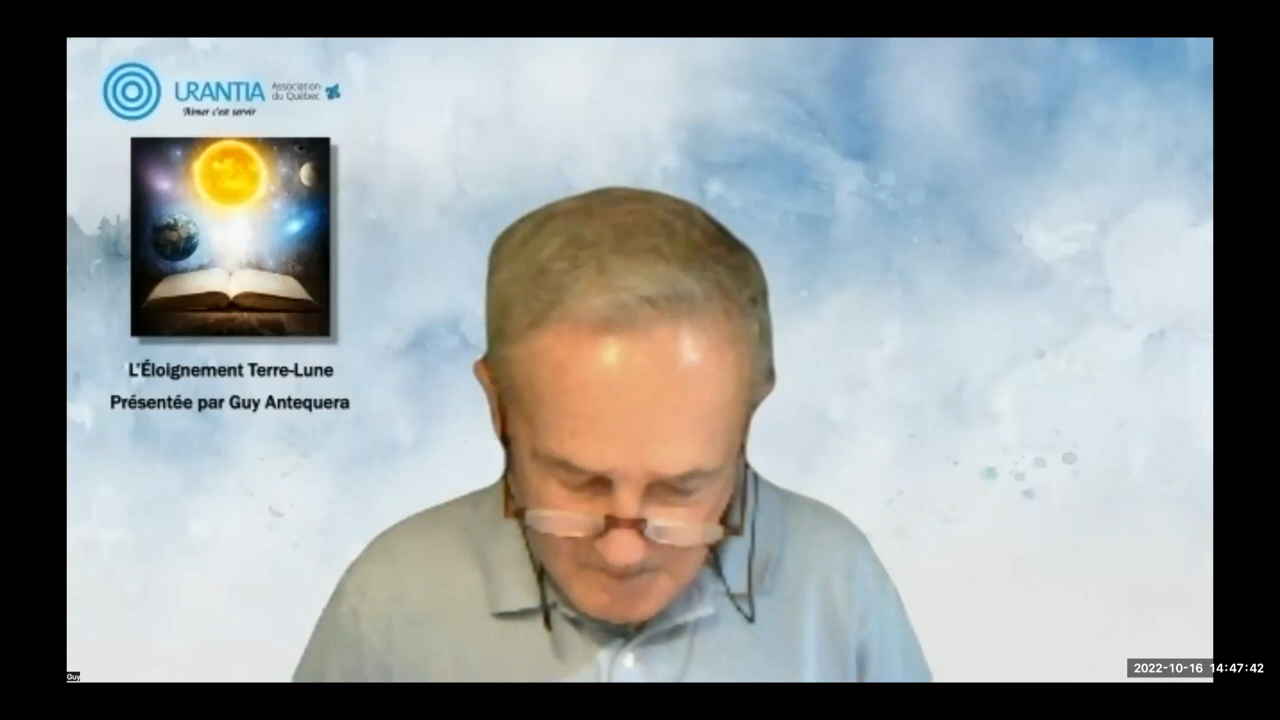 URANTIA Association du Québec
Aimer c'est servir
L'Éloignement Terre-Lune
Présentée par Guy Antequera
Guy
2022-10-16 14:47:42